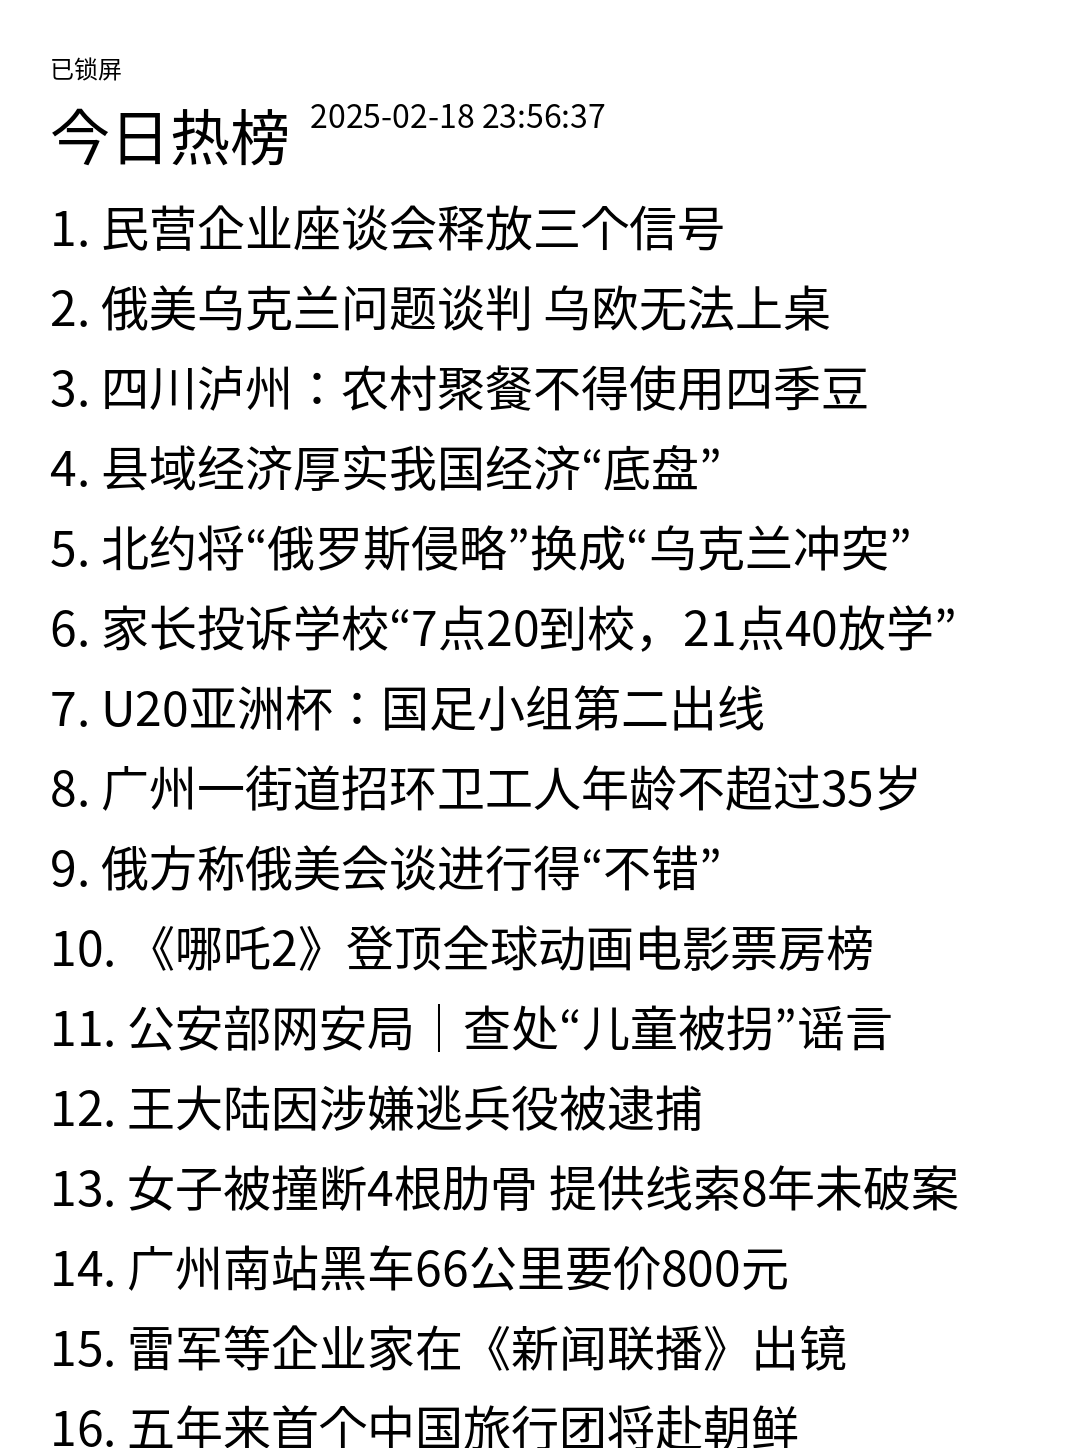 已锁屏
今日热榜 2025-02-18 23:56:37
1. 民营企业座谈会释放三个信号
2. 俄美乌克兰问题谈判 乌欧无法上桌
3. 四川泸州：农村聚餐不得使用四季豆
4. 县域经济厚实我国经济“底盘”
5. 北约将“俄罗斯侵略”换成“乌克兰冲突”
6. 家长投诉学校“7点20到校，21点40放学”
7. U20亚洲杯：国足小组第二出线
8. 广州一街道招环卫工人年龄不超过35岁
9. 俄方称俄美会谈进行得“不错”
10. 《哪吒2》登顶全球动画电影票房榜
11. 公安部网安局｜查处“儿童被拐”谣言
12. 王大陆因涉嫌逃兵役被逮捕
13. 女子被撞断4根肋骨 提供线索8年未破案
14. 广州南站黑车66公里要价800元
15. 雷军等企业家在《新闻联播》出镜
16. 五年来首个中国旅行团将赴朝鲜